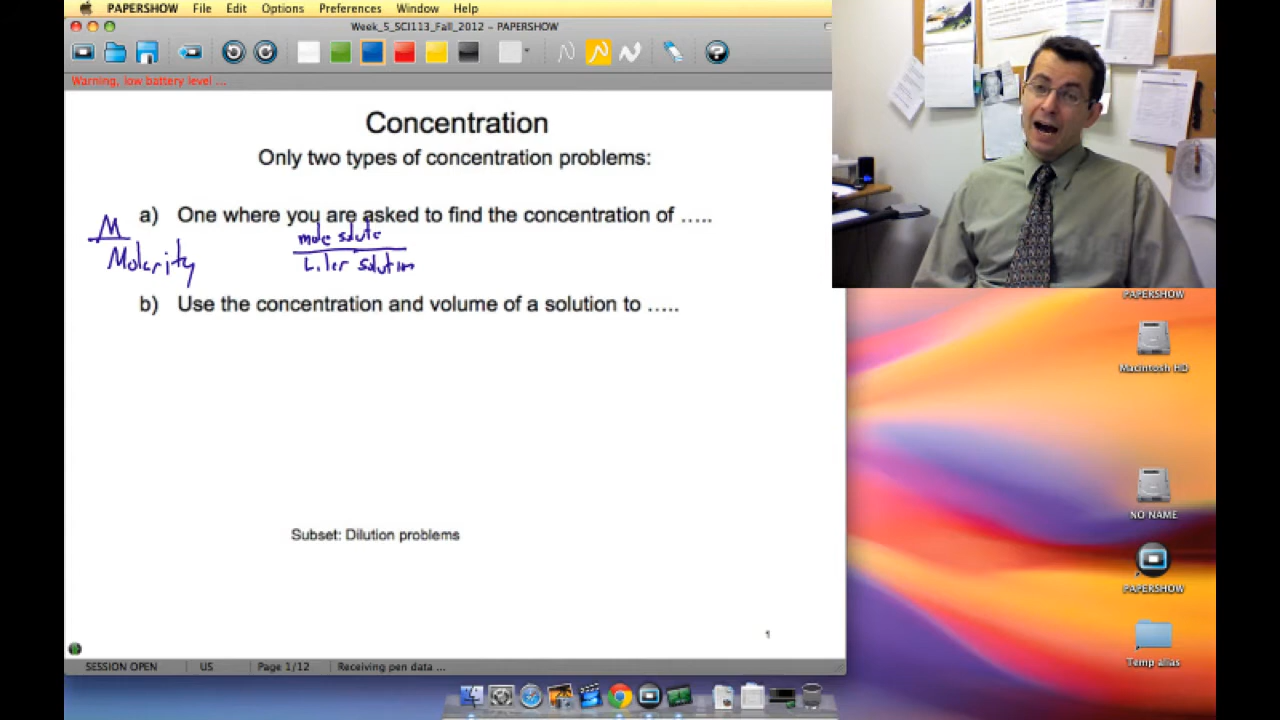 PAPERSHOW File Edit Options Preferences Window Help
Week_5_SCI113_Fall_2012 – PAPERSHOW
Warning, low battery level ...
Concentration
Only two types of concentration problems:
a) One where you are asked to find the concentration of …..
M
Molarity
mole solute
Liter solution
b) Use the concentration and volume of a solution to …..
Subset: Dilution problems
1
SESSION OPEN US Page 1/12 Receiving pen data ...
PAPERSHOW
Macintosh HD
NO NAME
PAPERSHOW
Temp alias